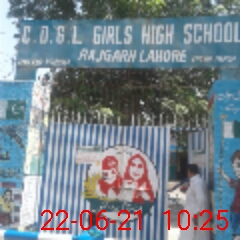 C.D.G.L GIRLS HIGH SCHOOL
RAJGARH LAHORE
22-06-21 10:25